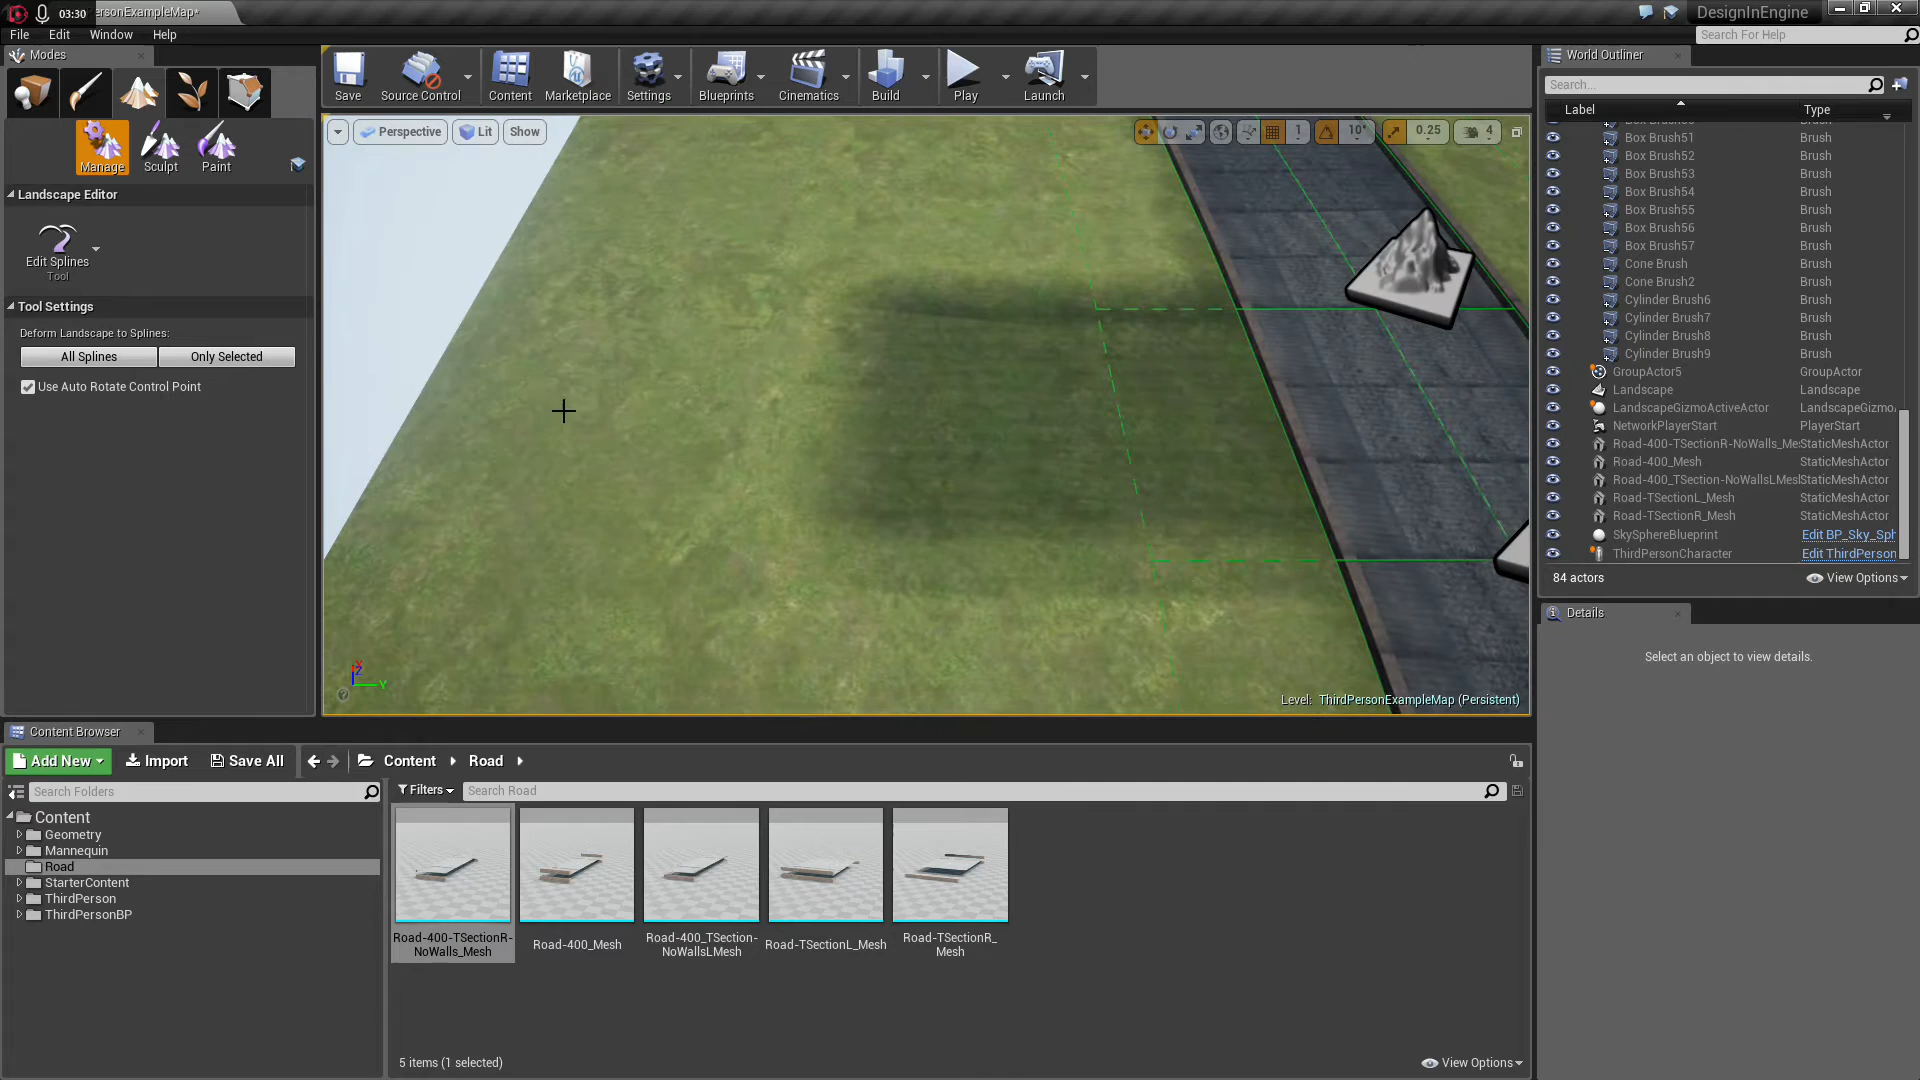 03:30
ersonExampleMap*
DesignInEngine
File Edit Window Help
Search For Help
Modes
Save
Source Control
Content
Marketplace
Settings
Blueprints
Cinematics
Build
Play
Launch
World Outliner
Search...
Label Type
Perspective
Lit
Show
1
10°
0.25
4
Box Brush51 Brush
Box Brush52 Brush
Box Brush53 Brush
Box Brush54 Brush
Box Brush55 Brush
Box Brush56 Brush
Box Brush57 Brush
Cone Brush Brush
Cone Brush2 Brush
Cylinder Brush6 Brush
Cylinder Brush7 Brush
Cylinder Brush8 Brush
Cylinder Brush9 Brush
GroupActor5 GroupActor
Landscape Landscape
LandscapeGizmoActiveActor LandscapeGizmo
NetworkPlayerStart PlayerStart
Road-400-TSectionR-NoWalls_Me StaticMeshActor
Road-400_Mesh StaticMeshActor
Road-400_TSection-NoWallsLMesl StaticMeshActor
Road-TSectionL_Mesh StaticMeshActor
Road-TSectionR_Mesh StaticMeshActor
SkySphereBlueprint Edit BP_Sky_Sph
ThirdPersonCharacter Edit ThirdPerson
84 actors
View Options
Manage
Sculpt
Paint
Landscape Editor
Edit Splines
Tool
Tool Settings
Deform Landscape to Splines:
All Splines
Only Selected
Use Auto Rotate Control Point
X
Z
Y
Level: ThirdPersonExampleMap (Persistent)
Details
Select an object to view details.
Content Browser
Add New
Import
Save All
Content
Road
Search Folders
Filters
Search Road
Content
Geometry
Mannequin
Road
StarterContent
ThirdPerson
ThirdPersonBP
Road-400-TSectionR-
NoWalls_Mesh
Road-400_Mesh
Road-400_TSection-
NoWallsLMesh
Road-TSectionL_Mesh
Road-TSectionR_
Mesh
5 items (1 selected)
View Options